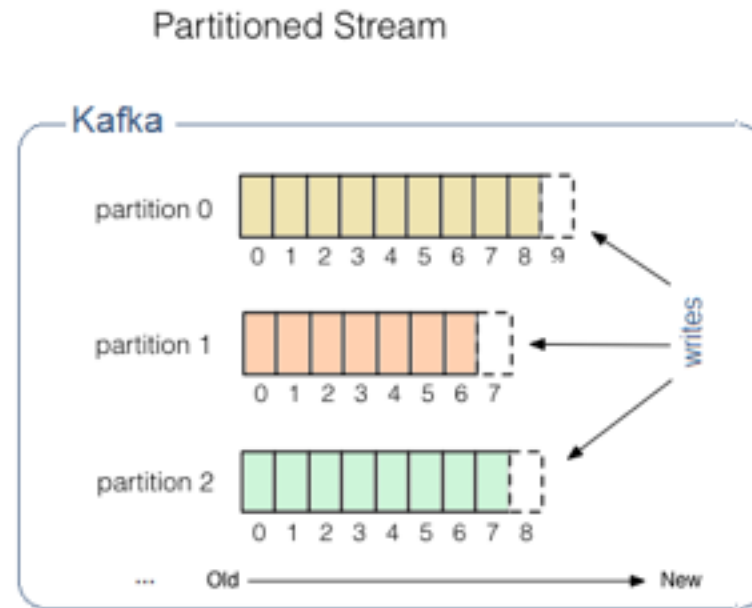 Partitioned Stream
Kafka
partition 0
0 1 2 3 4 5 6 7 8 9
partition 1
0 1 2 3 4 5 6 7
writes
partition 2
0 1 2 3 4 5 6 7 8
... Old New